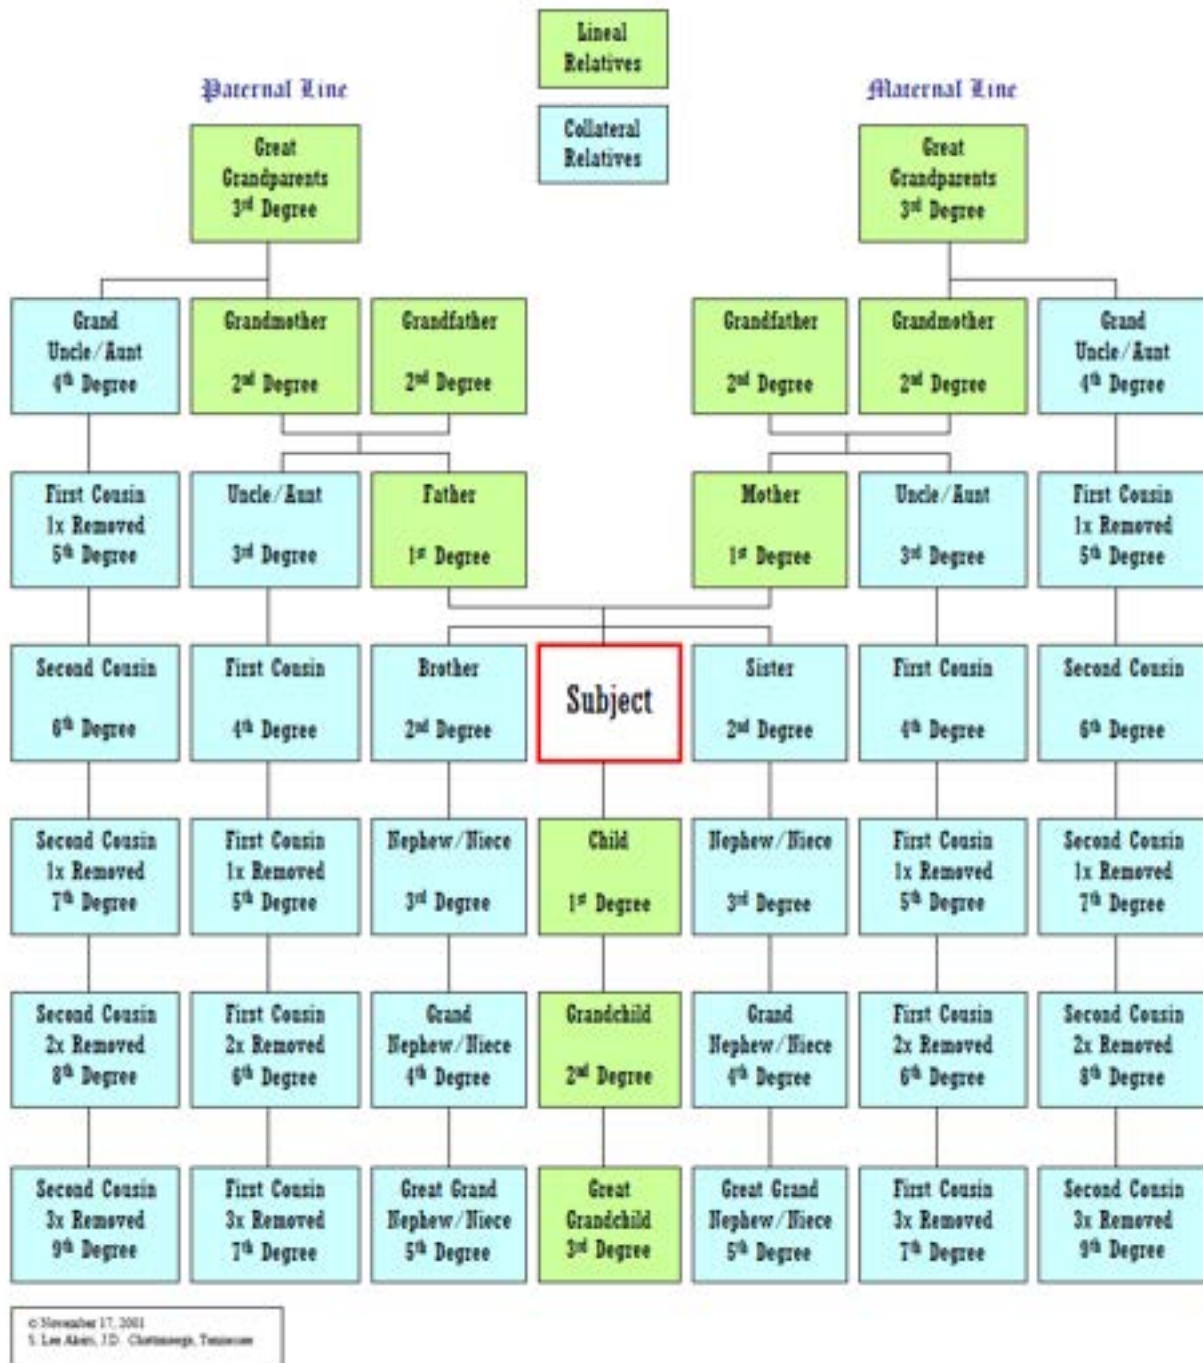 Lineal
Relatives
Paternal Line
Maternal Line
Collateral
Relatives
Great
Grandparents
3rd Degree
Great
Grandparents
3rd Degree
Grand
Uncle/Aunt
4th Degree
Grandmother
2nd Degree
Grandfather
2nd Degree
Grandfather
2nd Degree
Grandmother
2nd Degree
Grand
Uncle/Aunt
4th Degree
First Cousin
1x Removed
5th Degree
Uncle/Aunt
3rd Degree
Father
1st Degree
Mother
1st Degree
Uncle/Aunt
3rd Degree
First Cousin
1x Removed
5th Degree
Second Cousin
6th Degree
First Cousin
4th Degree
Brother
2nd Degree
Subject
Sister
2nd Degree
First Cousin
4th Degree
Second Cousin
6th Degree
Second Cousin
1x Removed
7th Degree
First Cousin
1x Removed
5th Degree
Nephew/Niece
3rd Degree
Child
1st Degree
Nephew/Niece
3rd Degree
First Cousin
1x Removed
5th Degree
Second Cousin
1x Removed
7th Degree
Second Cousin
2x Removed
8th Degree
First Cousin
2x Removed
6th Degree
Grand
Nephew/Niece
4th Degree
Grandchild
2nd Degree
Grand
Nephew/Niece
4th Degree
First Cousin
2x Removed
6th Degree
Second Cousin
2x Removed
8th Degree
Second Cousin
3x Removed
9th Degree
First Cousin
3x Removed
7th Degree
Great Grand
Nephew/Niece
5th Degree
Great
Grandchild
3rd Degree
Great Grand
Nephew/Niece
5th Degree
First Cousin
3x Removed
7th Degree
Second Cousin
3x Removed
9th Degree
© November 17, 2001
S. Lee Akers, J.D. Chattanooga, Tennessee